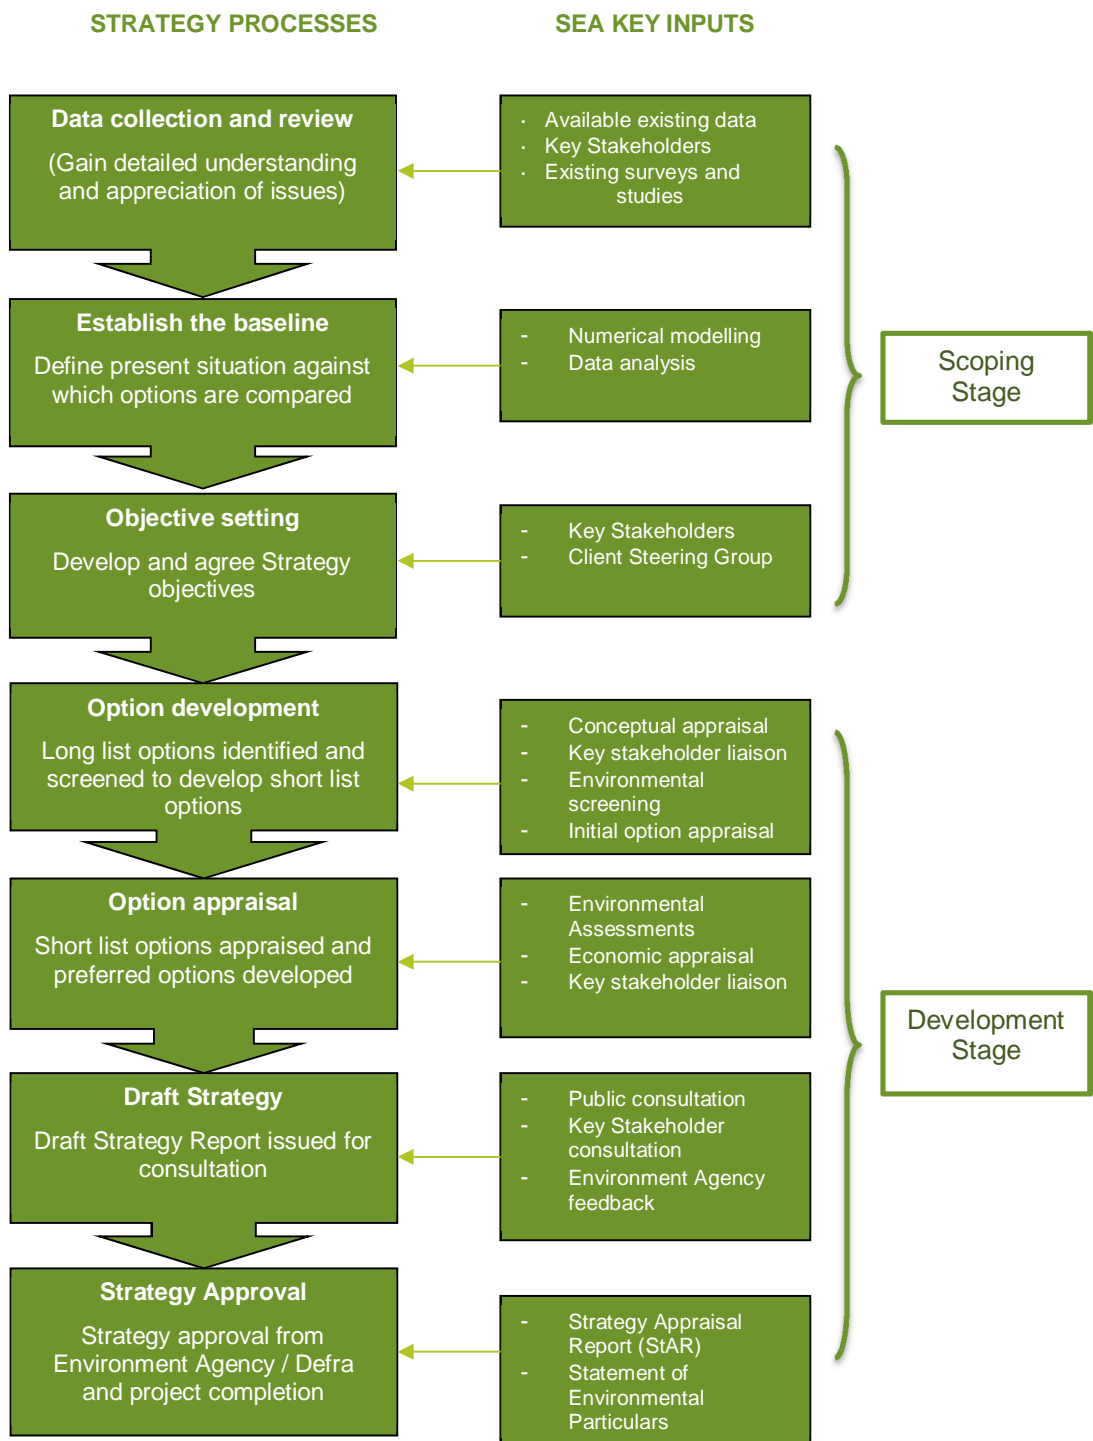 STRATEGY PROCESSES
SEA KEY INPUTS
Data collection and review
(Gain detailed understanding
and appreciation of issues)
· Available existing data
· Key Stakeholders
· Existing surveys and
studies
Establish the baseline
Define present situation against
which options are compared
- Numerical modelling
- Data analysis
Scoping
Stage
Objective setting
Develop and agree Strategy
objectives
- Key Stakeholders
- Client Steering Group
Option development
Long list options identified and
screened to develop short list
options
- Conceptual appraisal
- Key stakeholder liaison
- Environmental
screening
- Initial option appraisal
Option appraisal
Short list options appraised and
preferred options developed
- Environmental
Assessments
- Economic appraisal
- Key stakeholder liaison
Development
Stage
Draft Strategy
Draft Strategy Report issued for
consultation
- Public consultation
- Key Stakeholder
consultation
- Environment Agency
feedback
Strategy Approval
Strategy approval from
Environment Agency / Defra
and project completion
- Strategy Appraisal
Report (StAR)
- Statement of
Environmental
Particulars